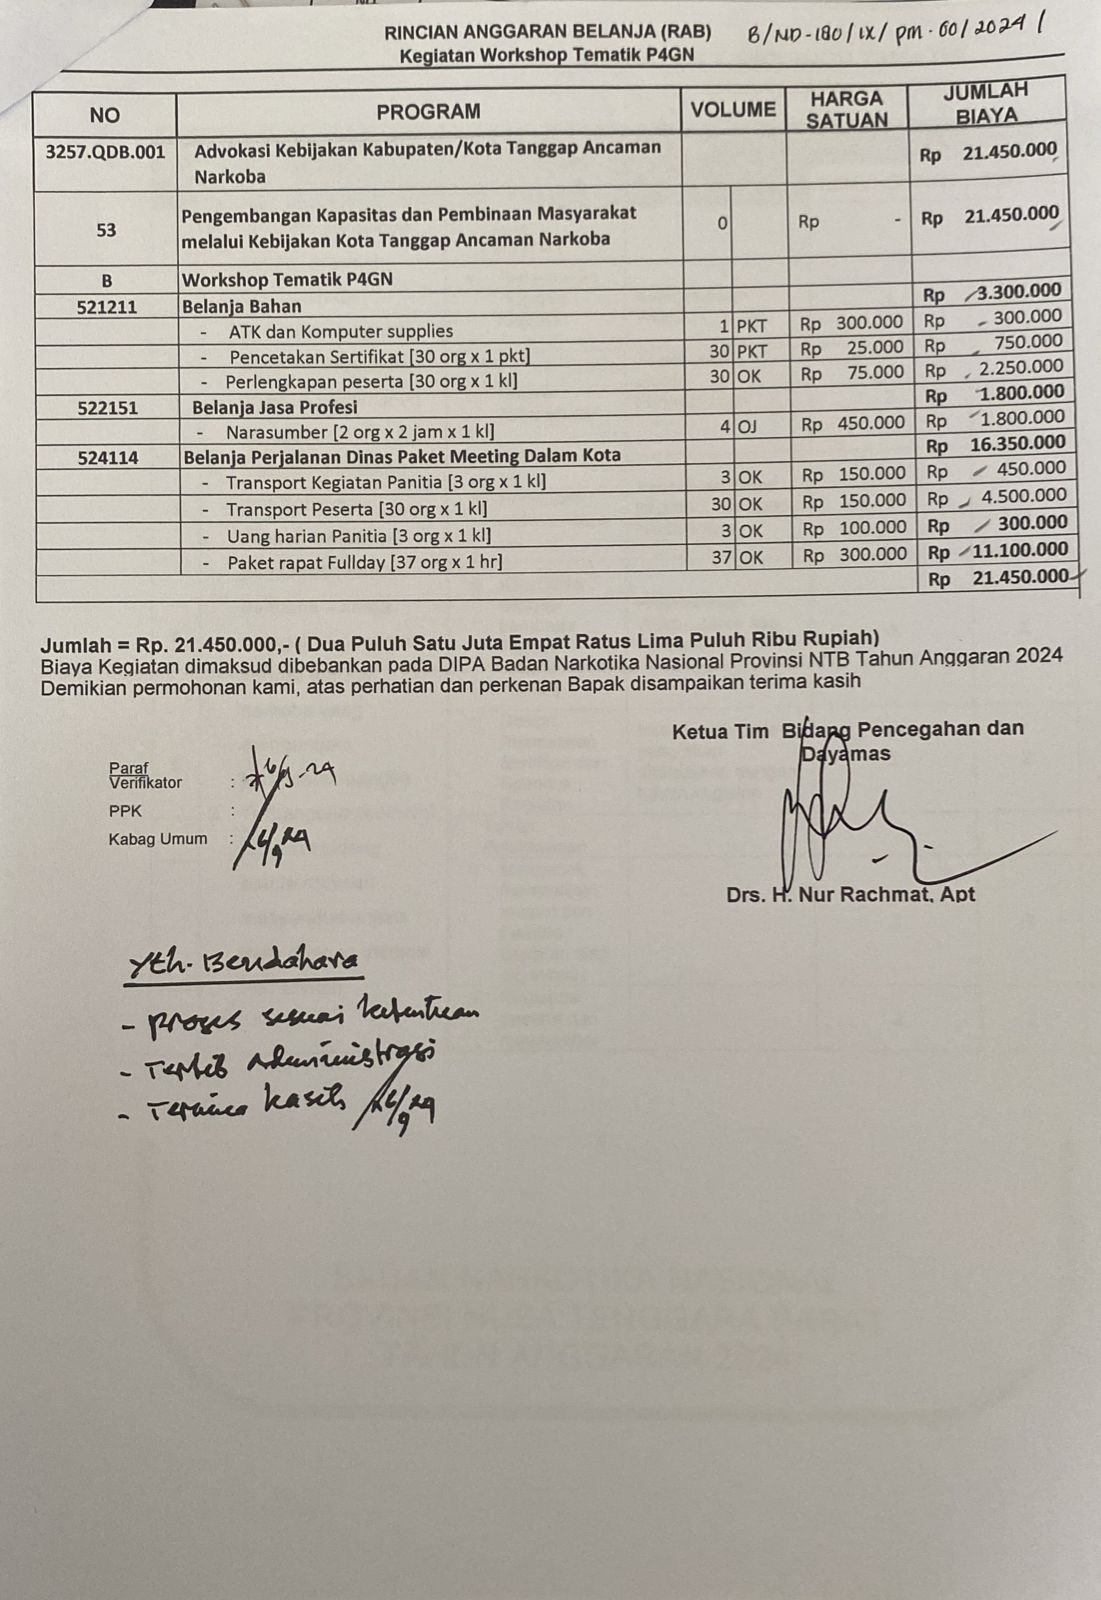 RINCIAN ANGGARAN BELANJA (RAB) B/ND-180/IX/PM.00/2024/
Kegiatan Workshop Tematik P4GN
NO PROGRAM VOLUME HARGA SATUAN JUMLAH BIAYA
3257.QDB.001 Advokasi Kebijakan Kabupaten/Kota Tanggap Ancaman Rp 21.450.000
Narkoba
53 Pengembangan Kapasitas dan Pembinaan Masyarakat 0 Rp - Rp 21.450.000
melalui Kebijakan Kota Tanggap Ancaman Narkoba
B Workshop Tematik P4GN
521211 Belanja Bahan Rp 3.300.000
- ATK dan Komputer supplies 1 PKT Rp 300.000 Rp 300.000
- Pencetakan Sertifikat [30 org x 1 pkt] 30 PKT Rp 25.000 Rp 750.000
- Perlengkapan peserta [30 org x 1 kl] 30 OK Rp 75.000 Rp 2.250.000
522151 Belanja Jasa Profesi Rp 1.800.000
- Narasumber [2 org x 2 jam x 1 kl] 4 OJ Rp 450.000 Rp 1.800.000
524114 Belanja Perjalanan Dinas Paket Meeting Dalam Kota Rp 16.350.000
- Transport Kegiatan Panitia [3 org x 1 kl] 3 OK Rp 150.000 Rp 450.000
- Transport Peserta [30 org x 1 kl] 30 OK Rp 150.000 Rp 4.500.000
- Uang harian Panitia [3 org x 1 kl] 3 OK Rp 100.000 Rp 300.000
- Paket rapat Fullday [37 org x 1 hr] 37 OK Rp 300.000 Rp 11.100.000
Rp 21.450.000
Jumlah = Rp. 21.450.000,- ( Dua Puluh Satu Juta Empat Ratus Lima Puluh Ribu Rupiah)
Biaya Kegiatan dimaksud dibebankan pada DIPA Badan Narkotika Nasional Provinsi NTB Tahun Anggaran 2024
Demikian permohonan kami, atas perhatian dan perkenan Bapak disampaikan terima kasih
Ketua Tim Bidang Pencegahan dan
Dayamas
Paraf
Verifikator :
PPK :
Kabag Umum : 26/9 24
Drs. H. Nur Rachmat, Apt
Yth. Bendahara
- Proses sesuai ketentuan
- Tertib Administrasi
- Terima kasih 26/9 24